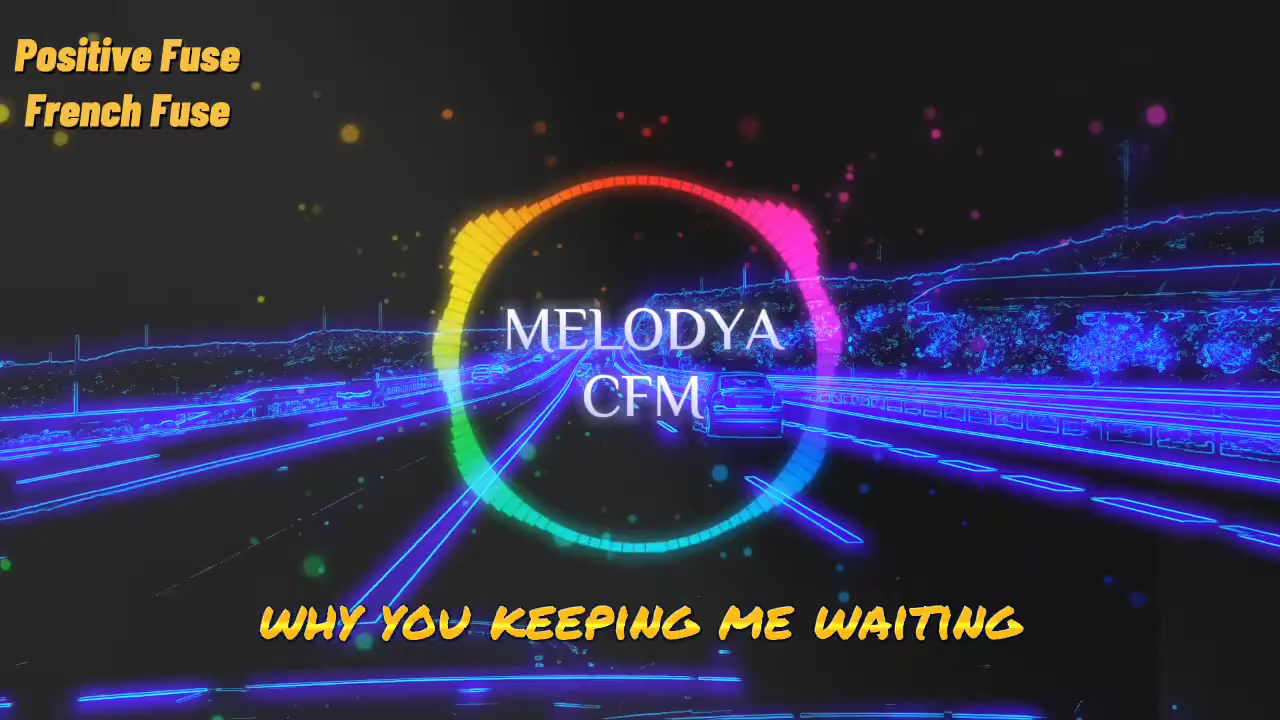 Positive Fuse
French Fuse
MELODYA
CFM
WHY YOU KEEPING ME WAITING